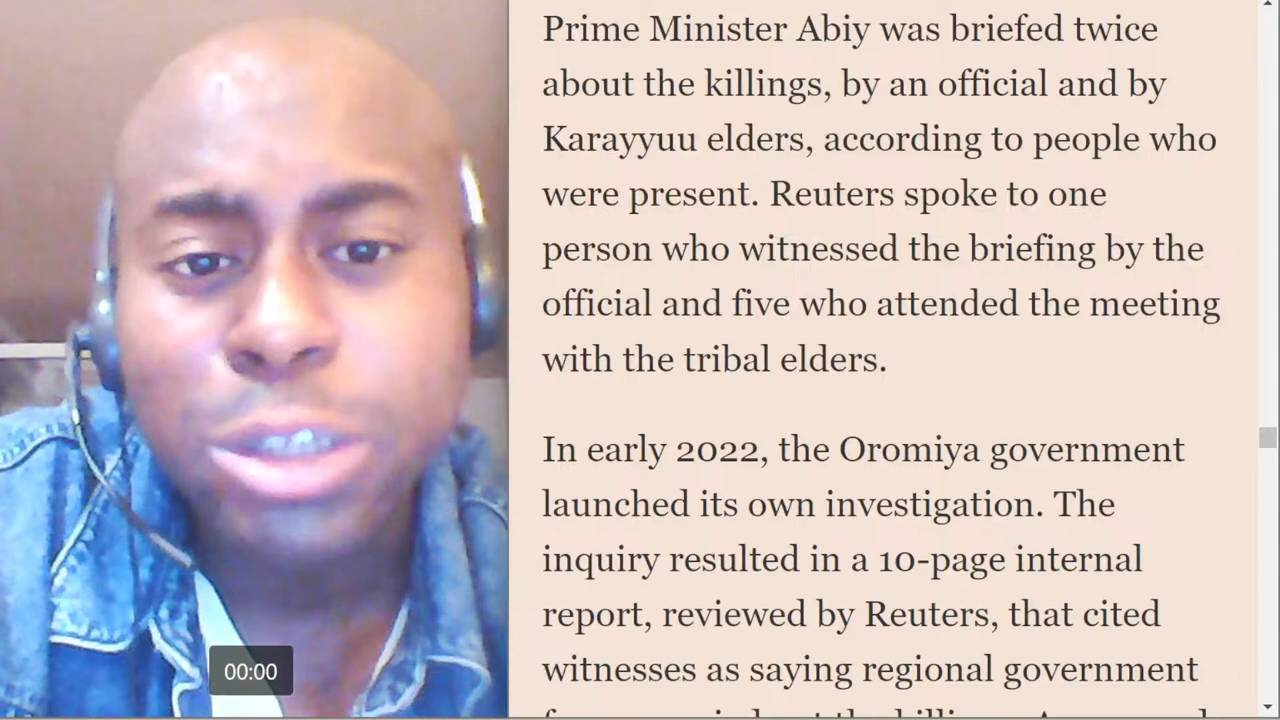 Prime Minister Abiy was briefed twice
about the killings, by an official and by
Karayyuu elders, according to people who
were present. Reuters spoke to one
person who witnessed the briefing by the
official and five who attended the meeting
with the tribal elders.
In early 2022, the Oromiya government
launched its own investigation. The
inquiry resulted in a 10-page internal
report, reviewed by Reuters, that cited
witnesses as saying regional government
00:00